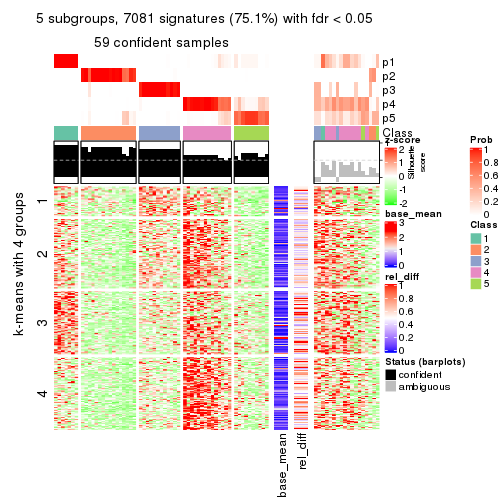 5 subgroups, 7081 signatures (75.1%) with fdr < 0.05
59 confident samples
p1
p2
p3
p4
p5
Class
z-score
2
1
0
-1
-2
Silhouette
score
base_mean
3
2
1
0
rel_diff
1
0.8
0.6
0.4
0.2
0
Status (barplots)
confident
ambiguous
Prob
1
0.8
0.6
0.4
0.2
0
Class
1
2
3
4
5
k-means with 4 groups
1
2
3
4
base_mean
rel_diff